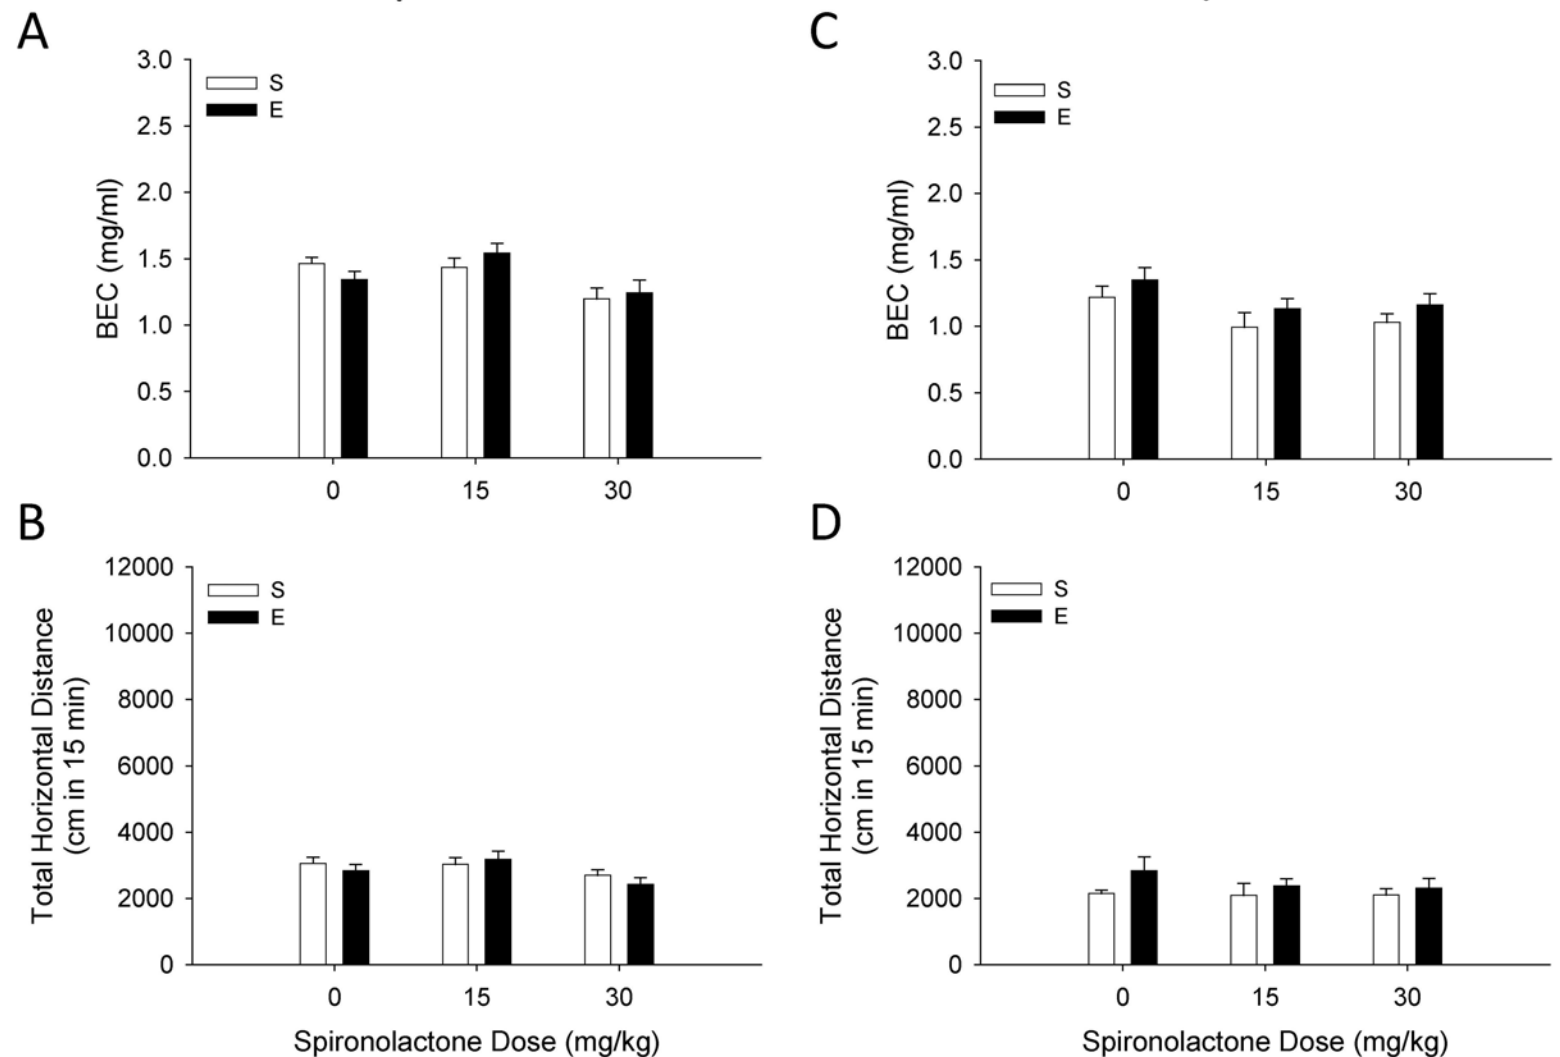 A
3.0
2.5
2.0
1.5
1.0
0.5
0.0
BEC (mg/ml)
S
E
0 15 30
C
3.0
2.5
2.0
1.5
1.0
0.5
0.0
BEC (mg/ml)
S
E
0 15 30
B
12000
10000
8000
6000
4000
2000
0
Total Horizontal Distance
(cm in 15 min)
S
E
0 15 30
Spironolactone Dose (mg/kg)
D
12000
10000
8000
6000
4000
2000
0
Total Horizontal Distance
(cm in 15 min)
S
E
0 15 30
Spironolactone Dose (mg/kg)